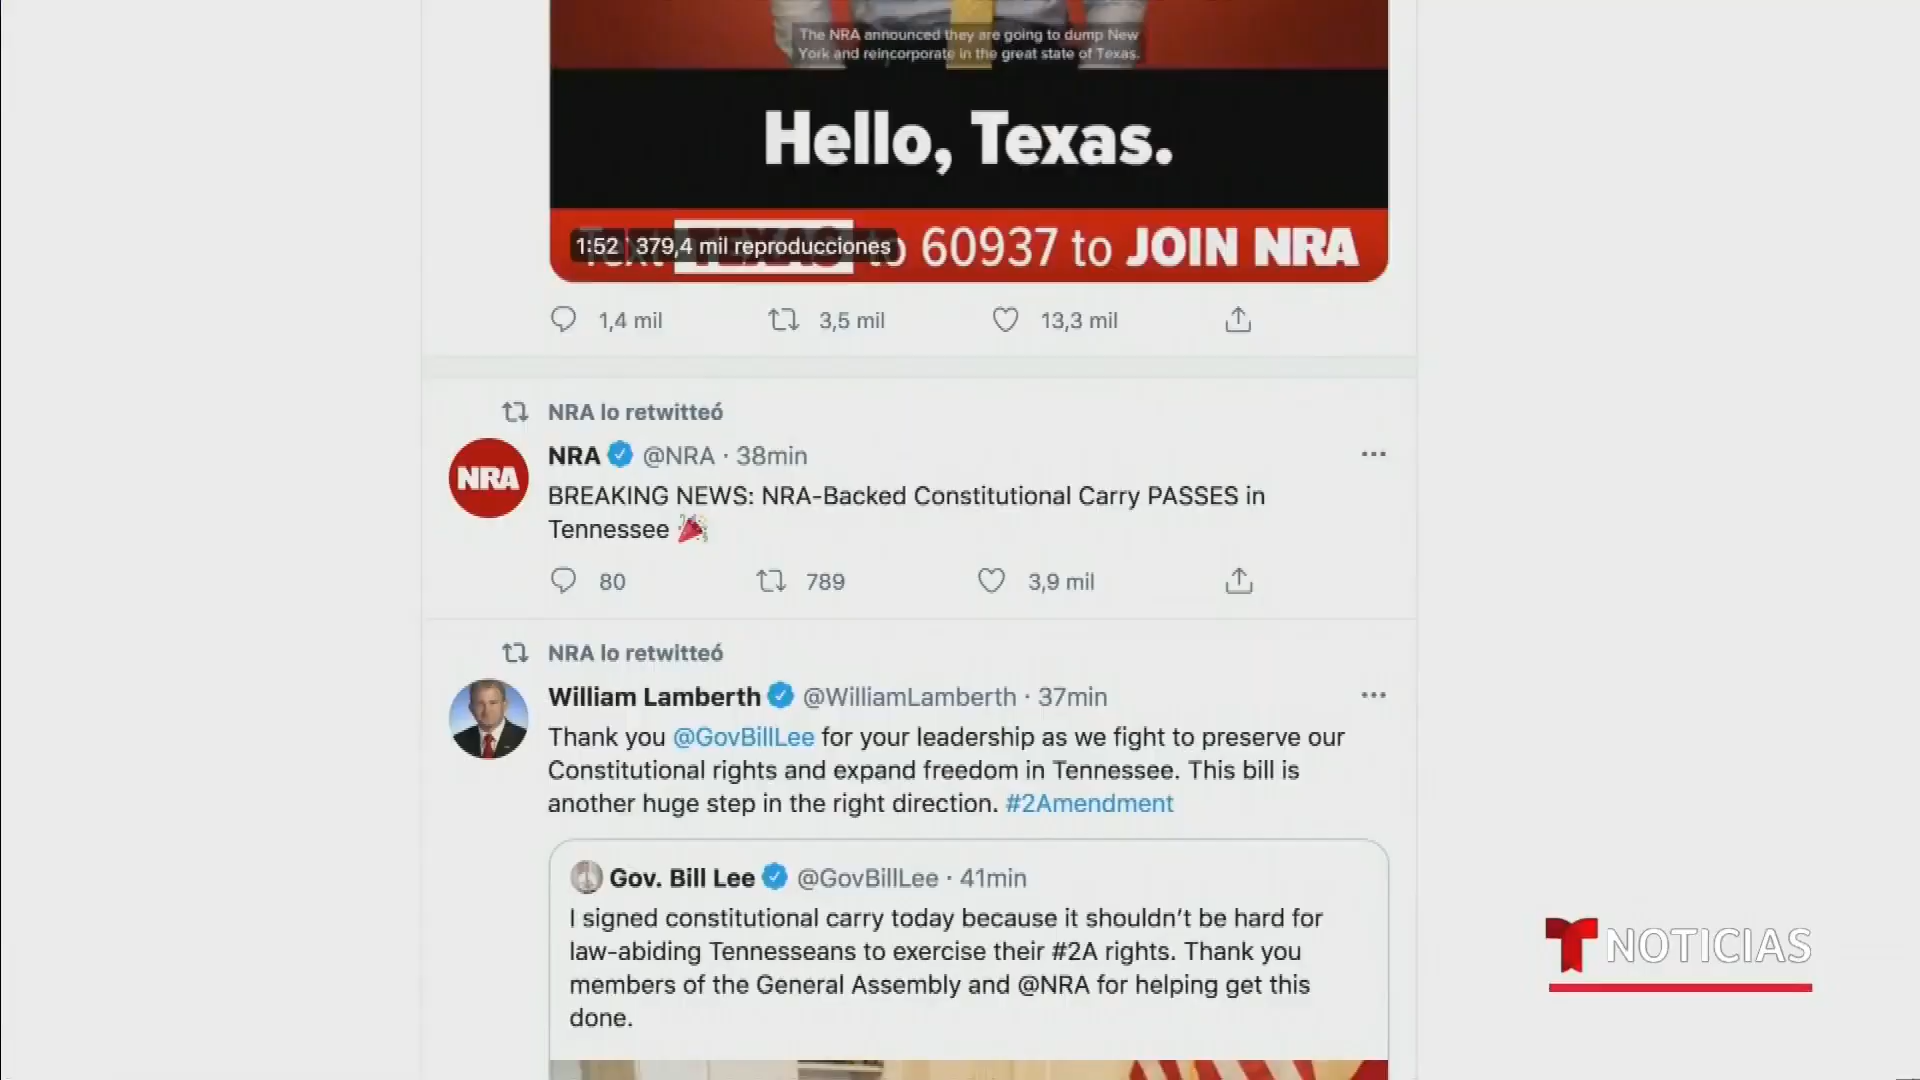 The NRA announced they are going to dump New
York and reincorporate in the great state of Texas.
Hello, Texas.
Text TEXAS to 60937 to JOIN NRA
1:52 379,4 mil reproducciones
1,4 mil 3,5 mil 13,3 mil
NRA lo retwitteó
NRA
NRA @NRA · 38min
BREAKING NEWS: NRA-Backed Constitutional Carry PASSES in
Tennessee 🎉
80 789 3,9 mil
NRA lo retwitteó
William Lamberth @WilliamLamberth · 37min
Thank you @GovBillLee for your leadership as we fight to preserve our
Constitutional rights and expand freedom in Tennessee. This bill is
another huge step in the right direction. #2Amendment
Gov. Bill Lee @GovBillLee · 41min
I signed constitutional carry today because it shouldn't be hard for
law-abiding Tennesseans to exercise their #2A rights. Thank you
members of the General Assembly and @NRA for helping get this
done.
NOTICIAS